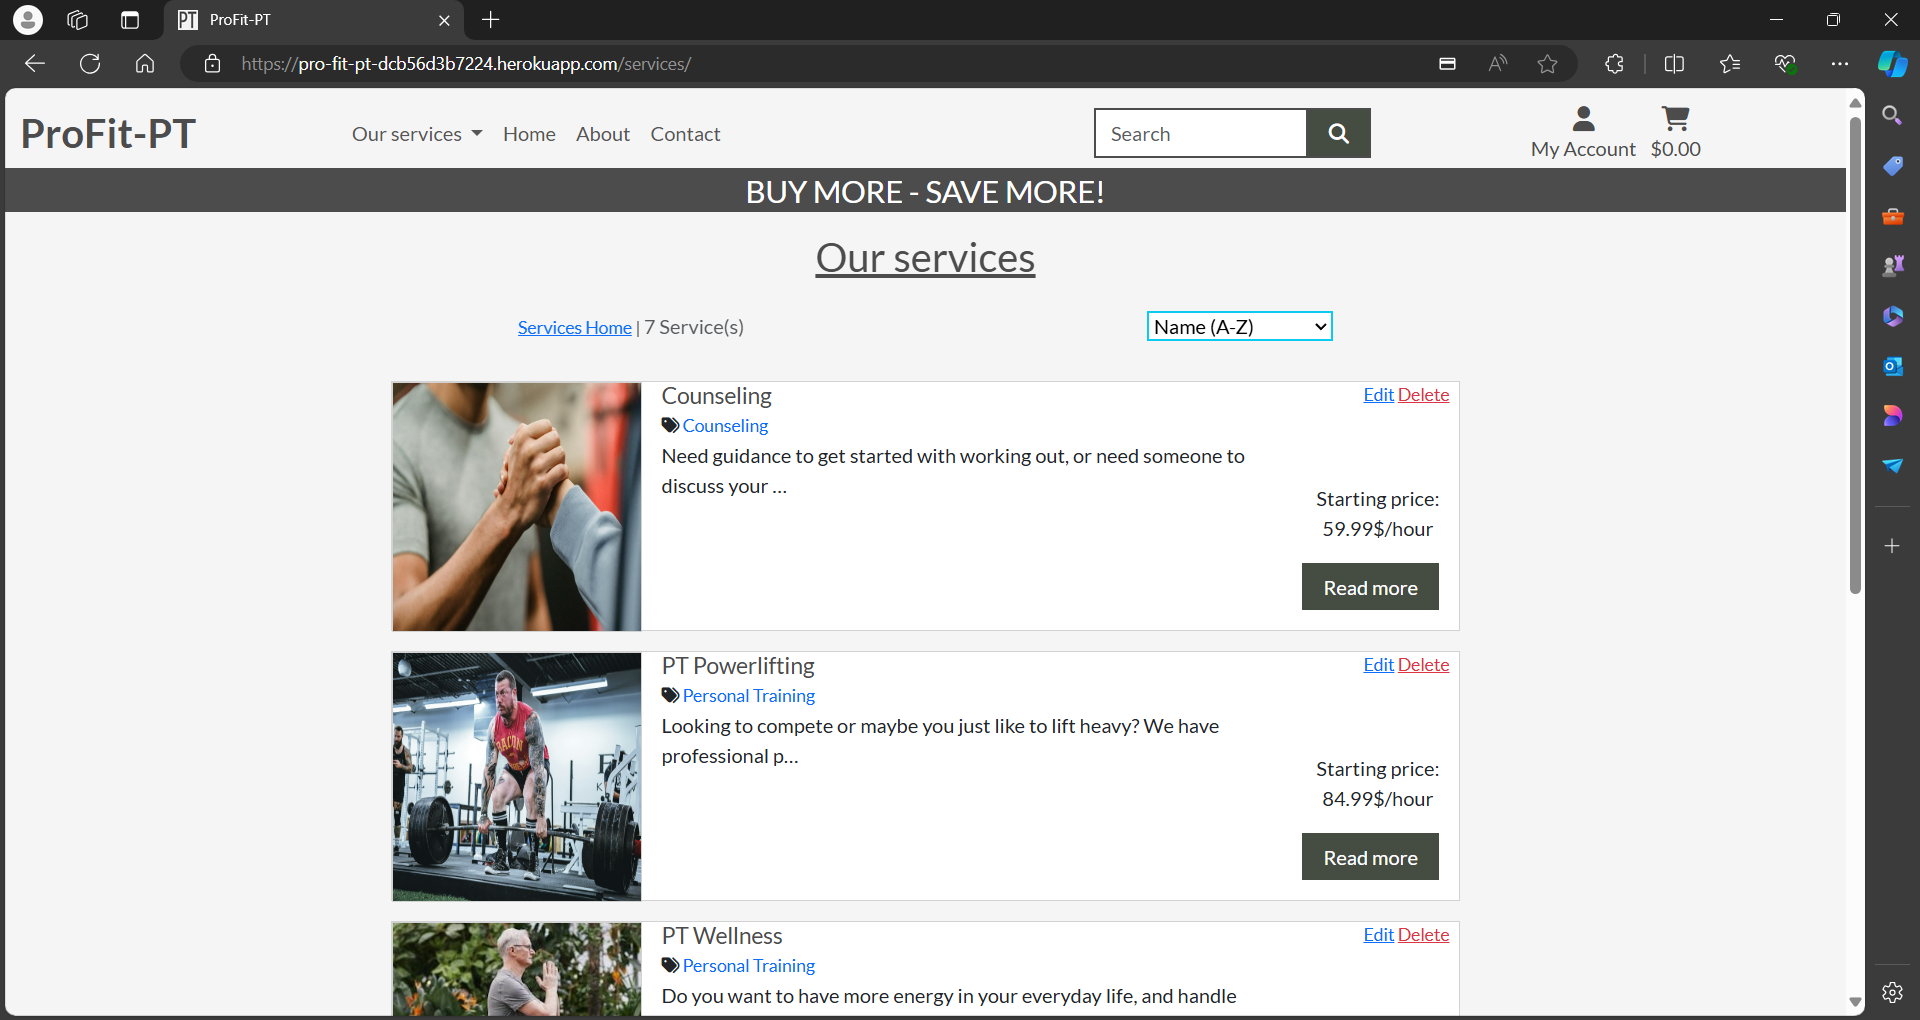 PT ProFit-PT
https://pro-fit-pt-dcb56d3b7224.herokuapp.com/services/
ProFit-PT
Our services
Home
About
Contact
Search
My Account
$0.00
BUY MORE - SAVE MORE!
Our services
Services Home | 7 Service(s)
Name (A-Z)
Counseling
Edit Delete
Counseling
Need guidance to get started with working out, or need someone to
discuss your ...
Starting price:
59.99$/hour
Read more
PT Powerlifting
Edit Delete
Personal Training
Looking to compete or maybe you just like to lift heavy? We have
professional p...
Starting price:
84.99$/hour
Read more
PT Wellness
Edit Delete
Personal Training
Do you want to have more energy in your everyday life, and handle